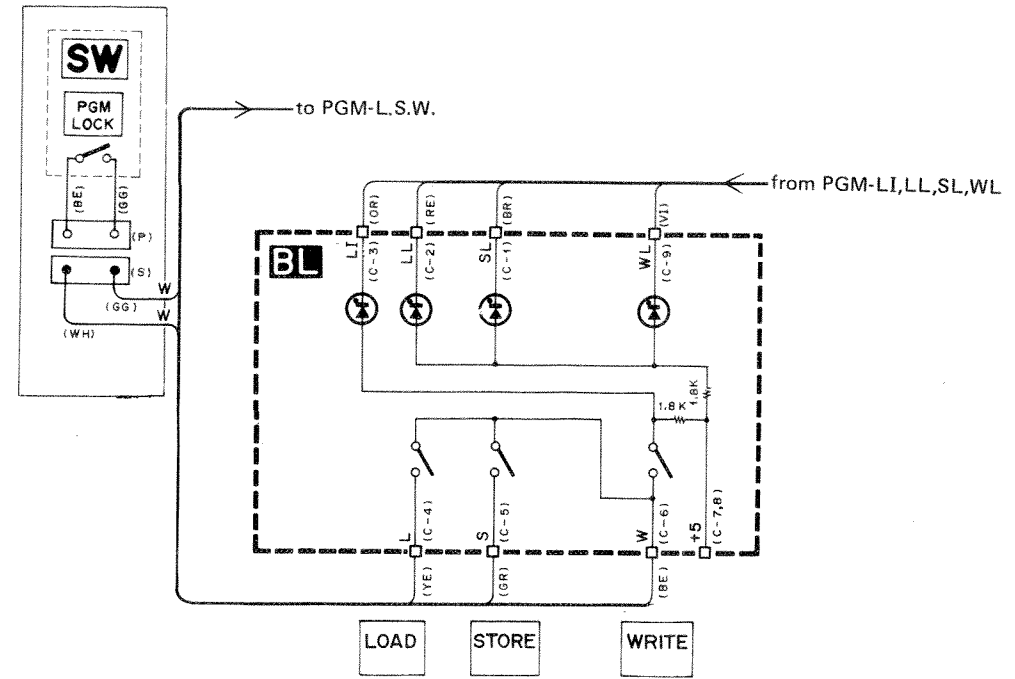 SW
PGM
LOCK
to PGM-L.S.W.
from PGM-LI,LL,SL,WL
(BE)
(GG)
(P)
(S)
W
(GG)
W
(WH)
(OR)
(RE)
(BR)
(VI)
BL
LI
(C-3)
LL
(C-2)
SL
(C-1)
WL
(C-9)
1.8K
1.8K
L
(C-4)
S
(C-5)
W
(C-6)
+5
(C-7,8)
(YE)
(GR)
(BE)
LOAD
STORE
WRITE